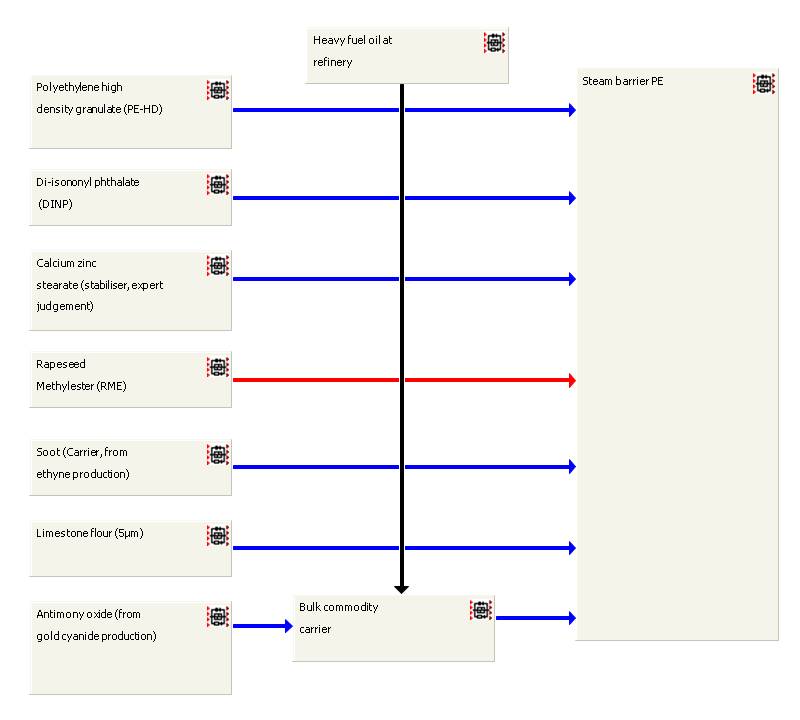 Heavy fuel oil at
refinery
Polyethylene high
density granulate (PE-HD)
Steam barrier PE
Di-isononyl phthalate
(DINP)
Calcium zinc
stearate (stabiliser, expert
judgement)
Rapeseed
Methylester (RME)
Soot (Carrier, from
ethyne production)
Limestone flour (5µm)
Antimony oxide (from
gold cyanide production)
Bulk commodity
carrier